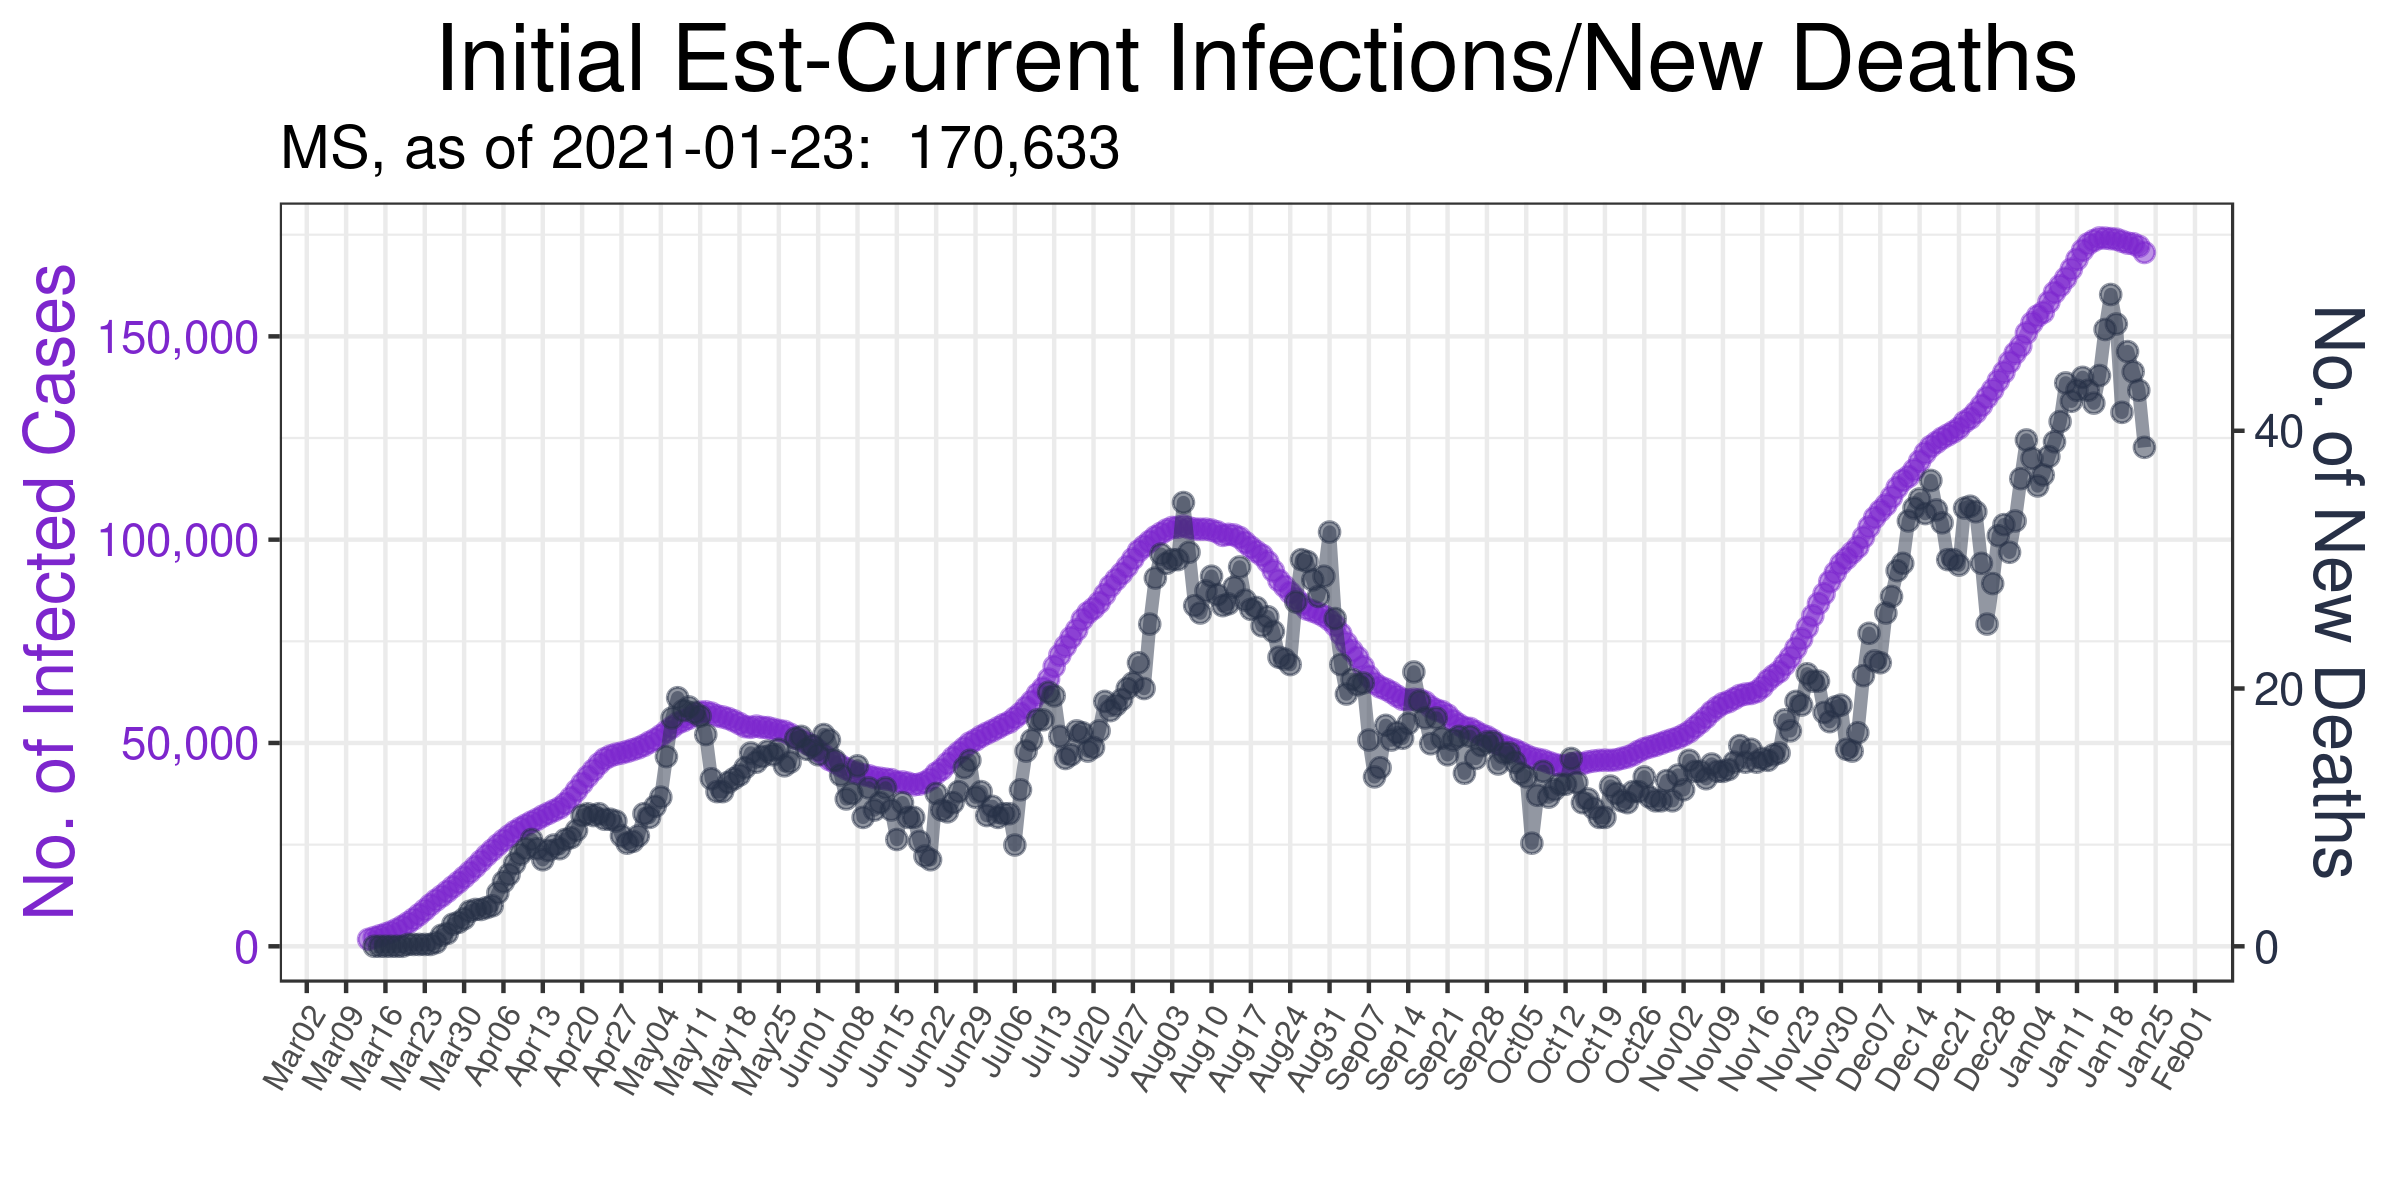 Initial Est-Current Infections/New Deaths
MS, as of 2021-01-23:  170,633
No. of Infected Cases
150,000
100,000
50,000
0
No. of New Deaths
40
20
0
Mar02
Mar09
Mar16
Mar23
Mar30
Apr06
Apr13
Apr20
Apr27
May04
May11
May18
May25
Jun01
Jun08
Jun15
Jun22
Jun29
Jul06
Jul13
Jul20
Jul27
Aug03
Aug10
Aug17
Aug24
Aug31
Sep07
Sep14
Sep21
Sep28
Oct05
Oct12
Oct19
Oct26
Nov02
Nov09
Nov16
Nov23
Nov30
Dec07
Dec14
Dec21
Dec28
Jan04
Jan11
Jan18
Jan25
Feb01